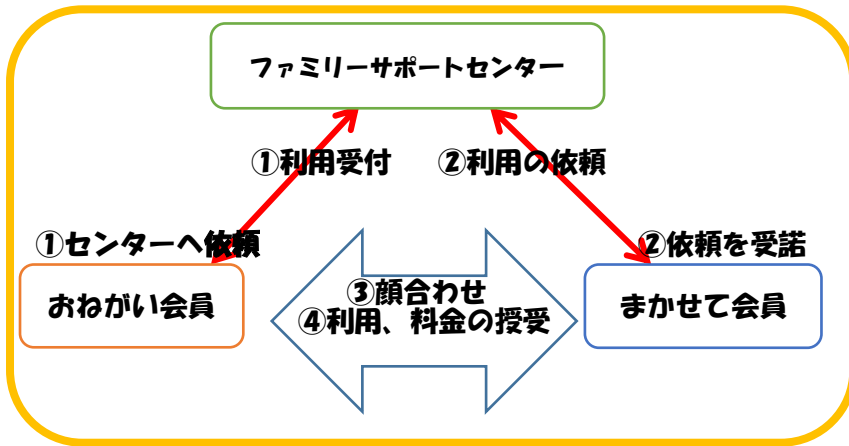 ファミリーサポートセンター
①利用受付
②利用の依頼
①センターへ依頼
②依頼を受諾
おねがい会員
③顔合わせ
④利用、料金の授受
まかせて会員